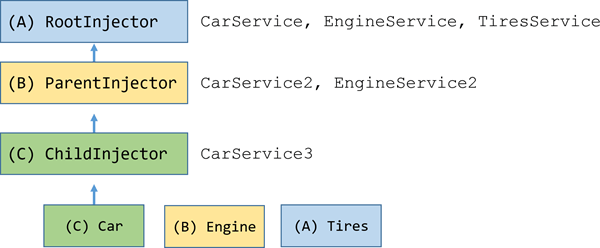 (A) RootInjector CarService, EngineService, TiresService
(B) ParentInjector CarService2, EngineService2
(C) ChildInjector CarService3
(C) Car (B) Engine (A) Tires